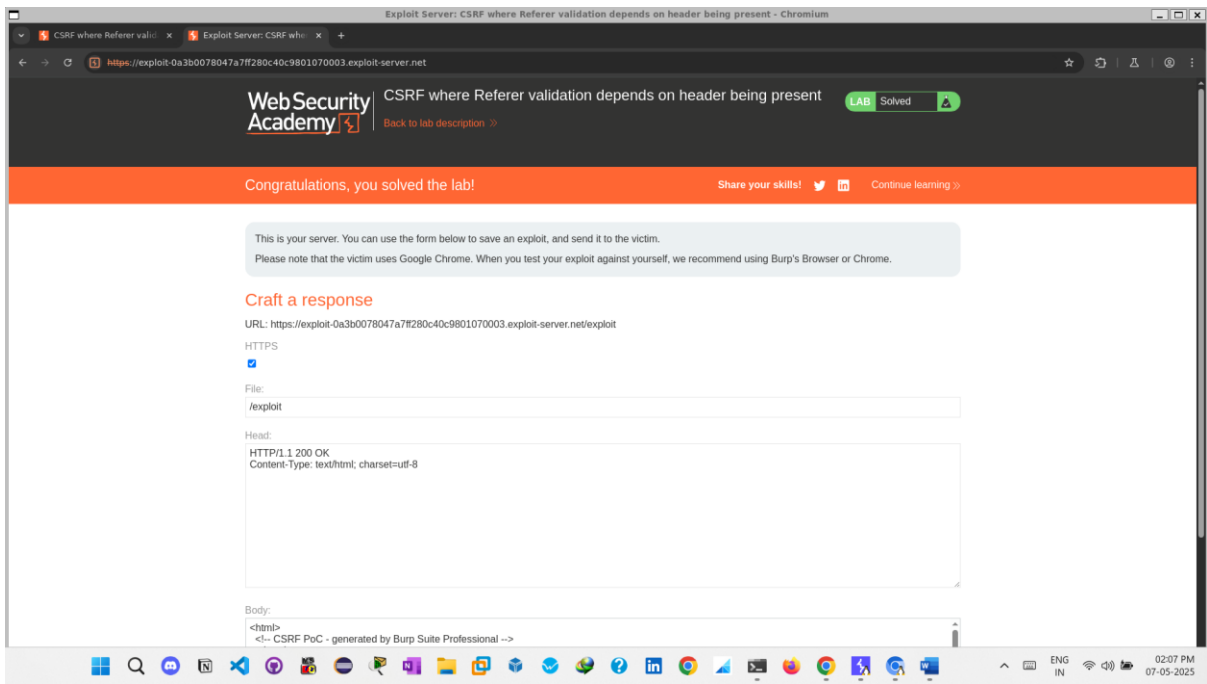 Exploit Server: CSRF where Referer validation depends on header being present - Chromium
CSRF where Referer valid
Exploit Server: CSRF whe
https://exploit-0a3b0078047a7ff280c40c9801070003.exploit-server.net
WebSecurity Academy
CSRF where Referer validation depends on header being present
LAB Solved
Back to lab description
Congratulations, you solved the lab!
Share your skills!
Continue learning
This is your server. You can use the form below to save an exploit, and send it to the victim.
Please note that the victim uses Google Chrome. When you test your exploit against yourself, we recommend using Burp's Browser or Chrome.
Craft a response
URL: https://exploit-0a3b0078047a7ff280c40c9801070003.exploit-server.net/exploit
HTTPS
File:
/exploit
Head:
HTTP/1.1 200 OK
Content-Type: text/html; charset=utf-8
Body:
<html>
<!-- CSRF PoC - generated by Burp Suite Professional -->
ENG
IN
02:07 PM
07-05-2025